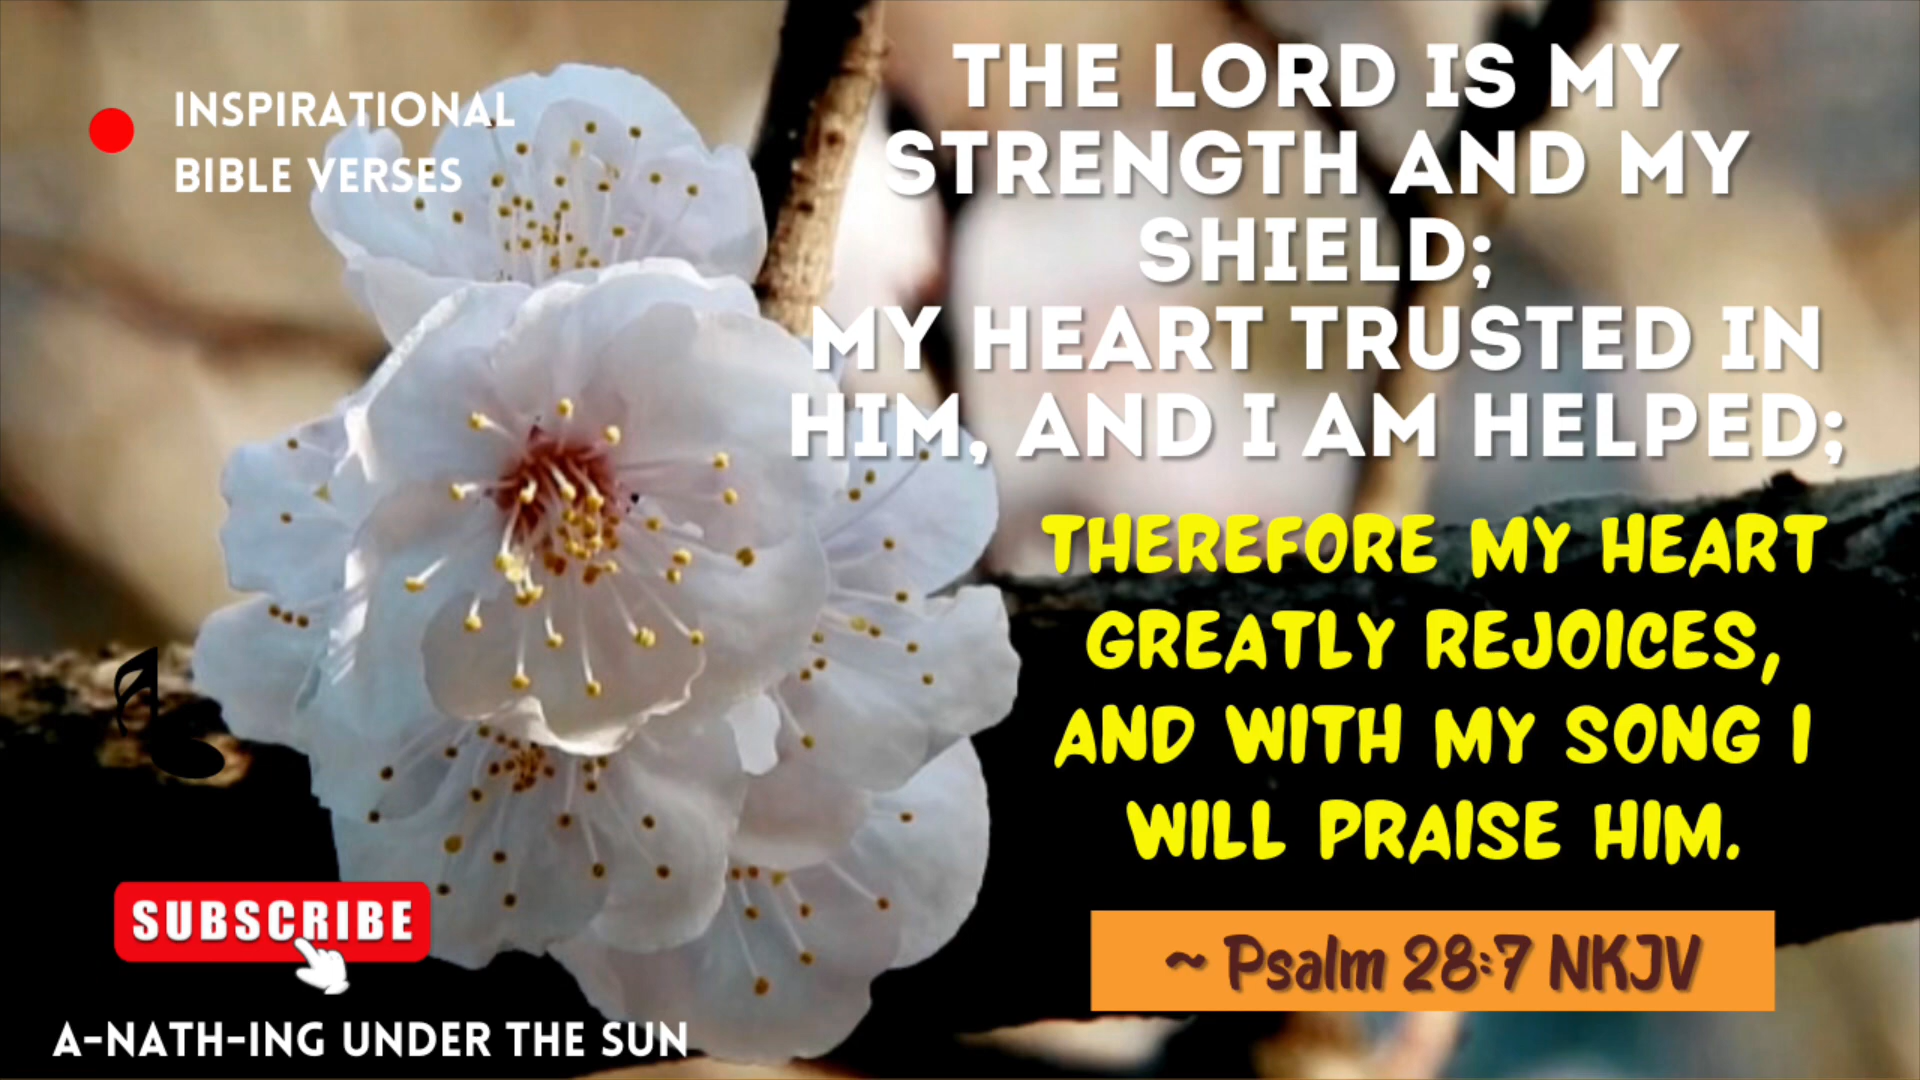 INSPIRATIONAL
BIBLE VERSES
THE LORD IS MY
STRENGTH AND MY
SHIELD;
MY HEART TRUSTED IN
HIM, AND I AM HELPED;
THEREFORE MY HEART
GREATLY REJOICES,
AND WITH MY SONG I
WILL PRAISE HIM.
~ Psalm 28:7 NKJV
SUBSCRIBE
A-NATH-ING UNDER THE SUN